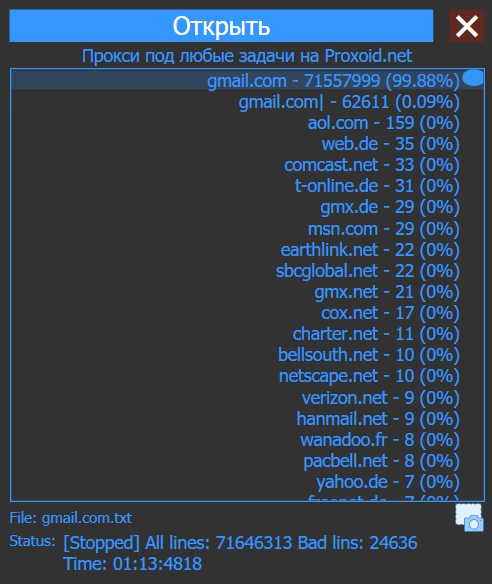 Открыть
Прокси под любые задачи на Proxoid.net
gmail.com - 71557999 (99.88%)
gmail.com| - 62611 (0.09%)
aol.com - 159 (0%)
web.de - 35 (0%)
comcast.net - 33 (0%)
t-online.de - 31 (0%)
gmx.de - 29 (0%)
msn.com - 29 (0%)
earthlink.net - 22 (0%)
sbcglobal.net - 22 (0%)
gmx.net - 21 (0%)
cox.net - 17 (0%)
charter.net - 11 (0%)
bellsouth.net - 10 (0%)
netscape.net - 10 (0%)
verizon.net - 9 (0%)
hanmail.net - 9 (0%)
wanadoo.fr - 8 (0%)
pacbell.net - 8 (0%)
yahoo.de - 7 (0%)
freenet.de - 7 (0%)
File: gmail.com.txt
Status: [Stopped] All lines: 71646313 Bad lins: 24636
Time: 01:13:4818